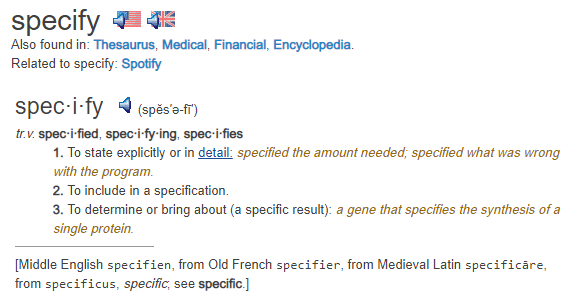 specify
Also found in: Thesaurus, Medical, Financial, Encyclopedia.
Related to specify: Spotify
spec·i·fy (spĕs′ə-fī′)
tr.v. spec·i·fied, spec·i·fy·ing, spec·i·fies
1. To state explicitly or in detail: specified the amount needed; specified what was wrong
with the program.
2. To include in a specification.
3. To determine or bring about (a specific result): a gene that specifies the synthesis of a
single protein.
[Middle English specifien, from Old French specifier, from Medieval Latin specificāre,
from specificus, specific; see specific.]